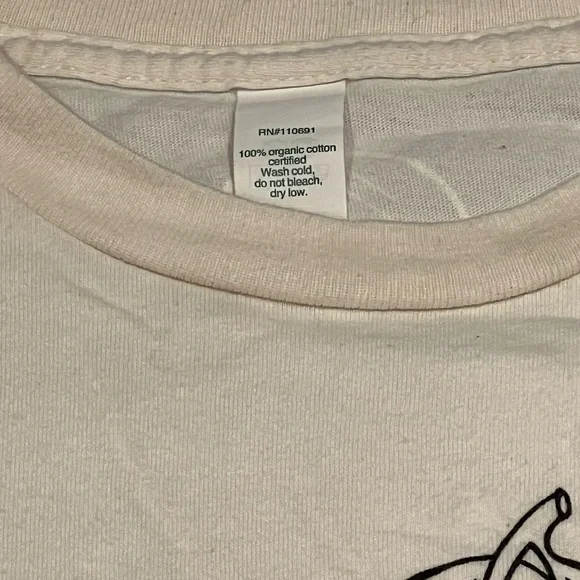 RN#110691
100% organic cotton
certified
Wash cold,
do not bleach,
dry low.